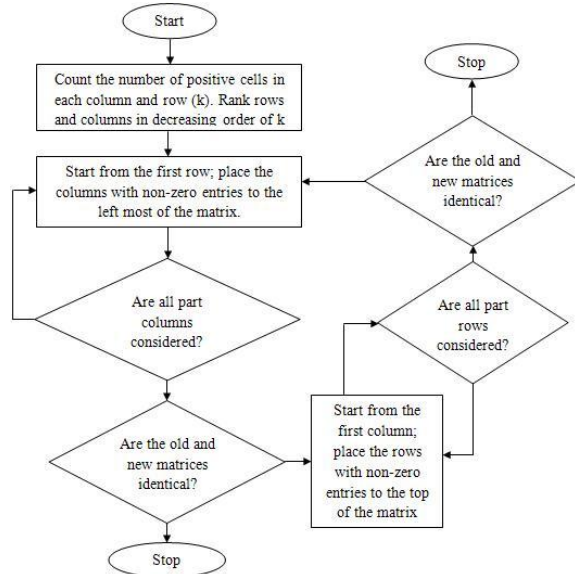 Start
Count the number of positive cells in
each column and row (k). Rank rows
and columns in decreasing order of k
Start from the first row; place the
columns with non-zero entries to the
left most of the matrix.
Are all part
columns
considered?
Are the old and
new matrices
identical?
Stop
Start from the
first column;
place the rows
with non-zero
entries to the top
of the matrix
Are all part
rows
considered?
Are the old and
new matrices
identical?
Stop